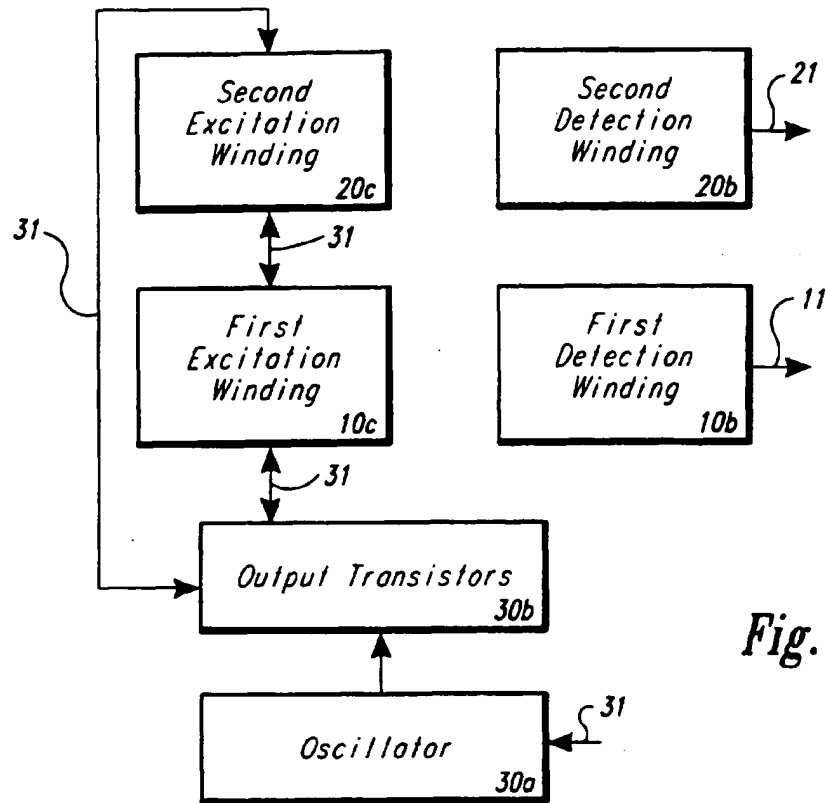 Second
Excitation
Winding
20c
Second
Detection
Winding
20b
21
31
31
First
Excitation
Winding
10c
First
Detection
Winding
10b
11
31
Output Transistors
30b
Fig.
Oscillator
30a
31